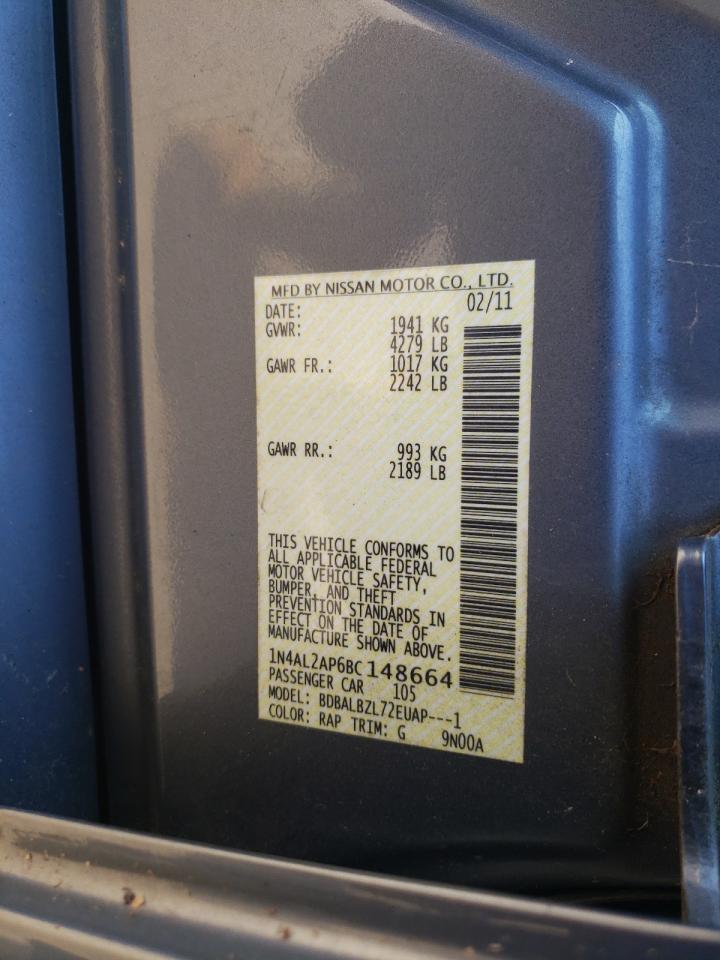 MFD BY NISSAN MOTOR CO., LTD.
DATE: 02/11
GVWR: 1941 KG
4279 LB
GAWR FR.: 1017 KG
2242 LB
GAWR RR.: 993 KG
2189 LB
THIS VEHICLE CONFORMS TO
ALL APPLICABLE FEDERAL
MOTOR VEHICLE SAFETY,
BUMPER, AND THEFT
PREVENTION STANDARDS IN
EFFECT ON THE DATE OF
MANUFACTURE SHOWN ABOVE.
1N4AL2AP6BC148664
PASSENGER CAR 105
MODEL: BDBALBZL72EUAP---1
COLOR: RAP TRIM: G 9N00A